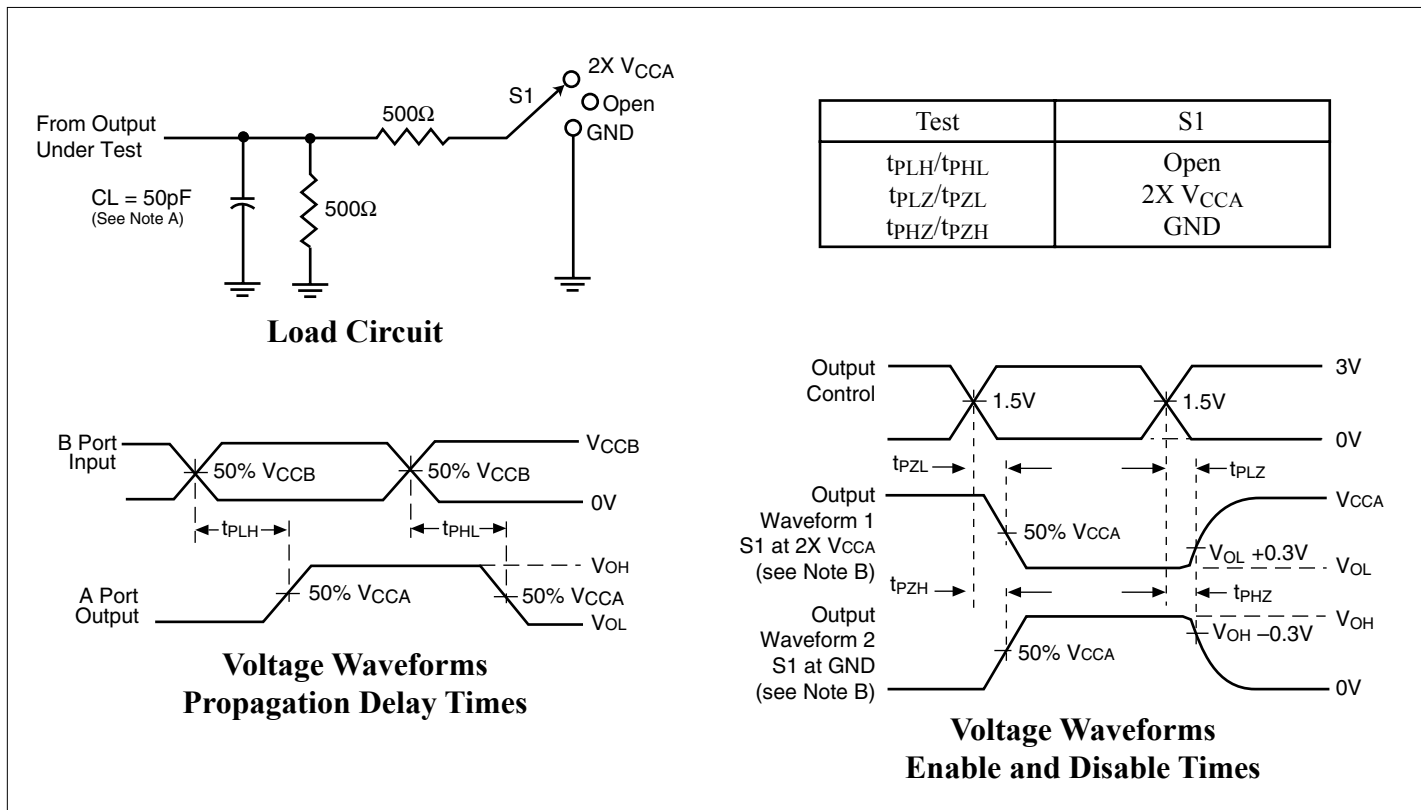 2X VCCA
S1
Open
500Ω
GND
From Output
Under Test
CL = 50pF
(See Note A)
500Ω
Load Circuit
Test S1
tPLH/tPHL Open
tPLZ/tPZL 2X VCCA
tPHZ/tPZH GND
B Port
Input
VCCB
50% VCCB
50% VCCB
0V
tPLH
tPHL
VOH
A Port
Output
50% VCCA
50% VCCA
VOL
Voltage Waveforms
Propagation Delay Times
Output
Control
3V
1.5V
1.5V
0V
tPZL
tPLZ
Output
Waveform 1
S1 at 2X VCCA
(see Note B)
VCCA
50% VCCA
VOL +0.3V
VOL
tPZH
tPHZ
Output
Waveform 2
S1 at GND
(see Note B)
VOH
VOH –0.3V
50% VCCA
0V
Voltage Waveforms
Enable and Disable Times